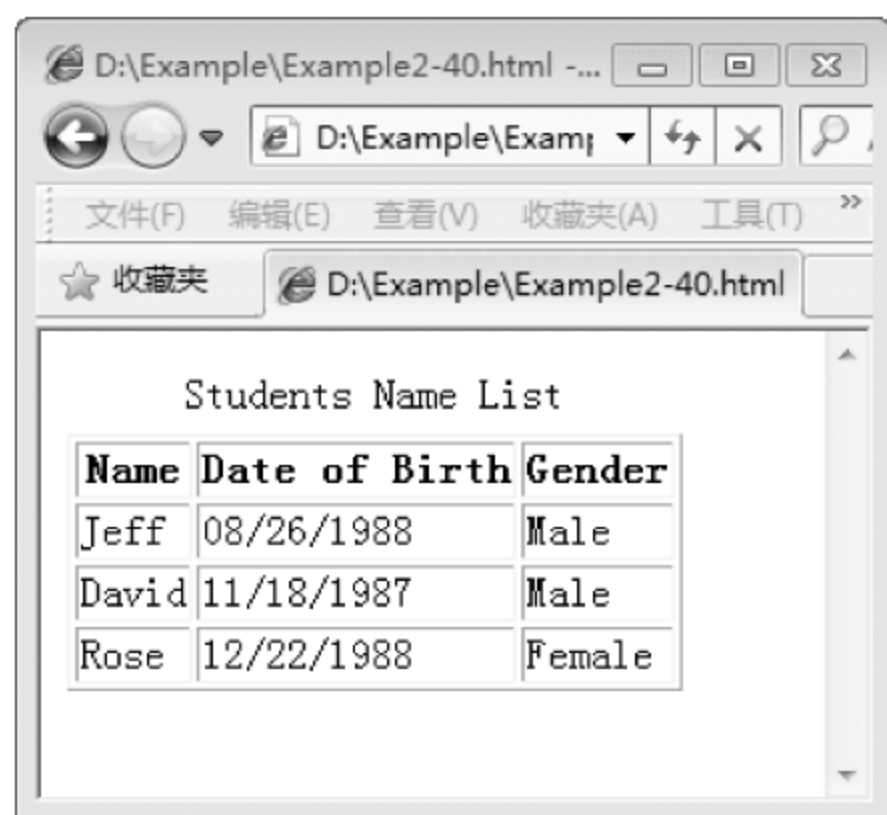 D:\Example\Example2-40.html -...
D:\Example\Examp
文件(F) 编辑(E) 查看(V) 收藏夹(A) 工具(T) »
收藏夹 D:\Example\Example2-40.html
Students Name List
Name Date of Birth Gender
Jeff 08/26/1988 Male
David 11/18/1987 Male
Rose 12/22/1988 Female